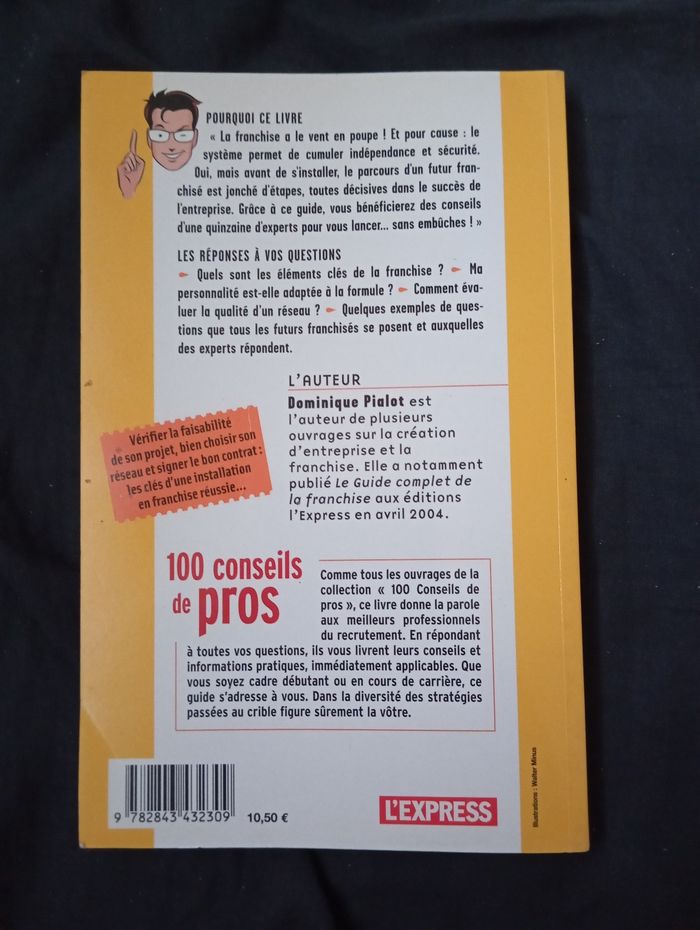 POURQUOI CE LIVRE
« La franchise a le vent en poupe ! Et pour cause : le
système permet de cumuler indépendance et sécurité.
Oui, mais avant de s'installer, le parcours d'un futur fran-
chisé est jonché d'étapes, toutes décisives dans le succès de
l'entreprise. Grâce à ce guide, vous bénéficierez des conseils
d'une quinzaine d'experts pour vous lancer... sans embûches ! »
LES RÉPONSES À VOS QUESTIONS
Quels sont les éléments clés de la franchise ? Ma
personnalité est-elle adaptée à la formule ? Comment éva-
luer la qualité d'un réseau ? Quelques exemples de ques-
tions que tous les futurs franchisés se posent et auxquelles
des experts répondent.
L'AUTEUR
Dominique Pialot est
l'auteur de plusieurs
ouvrages sur la création
d'entreprise et la
franchise. Elle a notamment
publié Le Guide complet de
la franchise aux éditions
l'Express en avril 2004.
Vérifier la faisabilité
de son projet, bien choisir son
réseau et signer le bon contrat :
les clés d'une installation
en franchise réussie...
100 conseils
de pros
Comme tous les ouvrages de la
collection « 100 Conseils de
pros », ce livre donne la parole
aux meilleurs professionnels
du recrutement. En répondant
à toutes vos questions, ils vous livrent leurs conseils et
informations pratiques, immédiatement applicables. Que
vous soyez cadre débutant ou en cours de carrière, ce
guide s'adresse à vous. Dans la diversité des stratégies
passées au crible figure sûrement la vôtre.
9 782843 432309
10,50 €
L'EXPRESS
Illustrations : Walter Minus